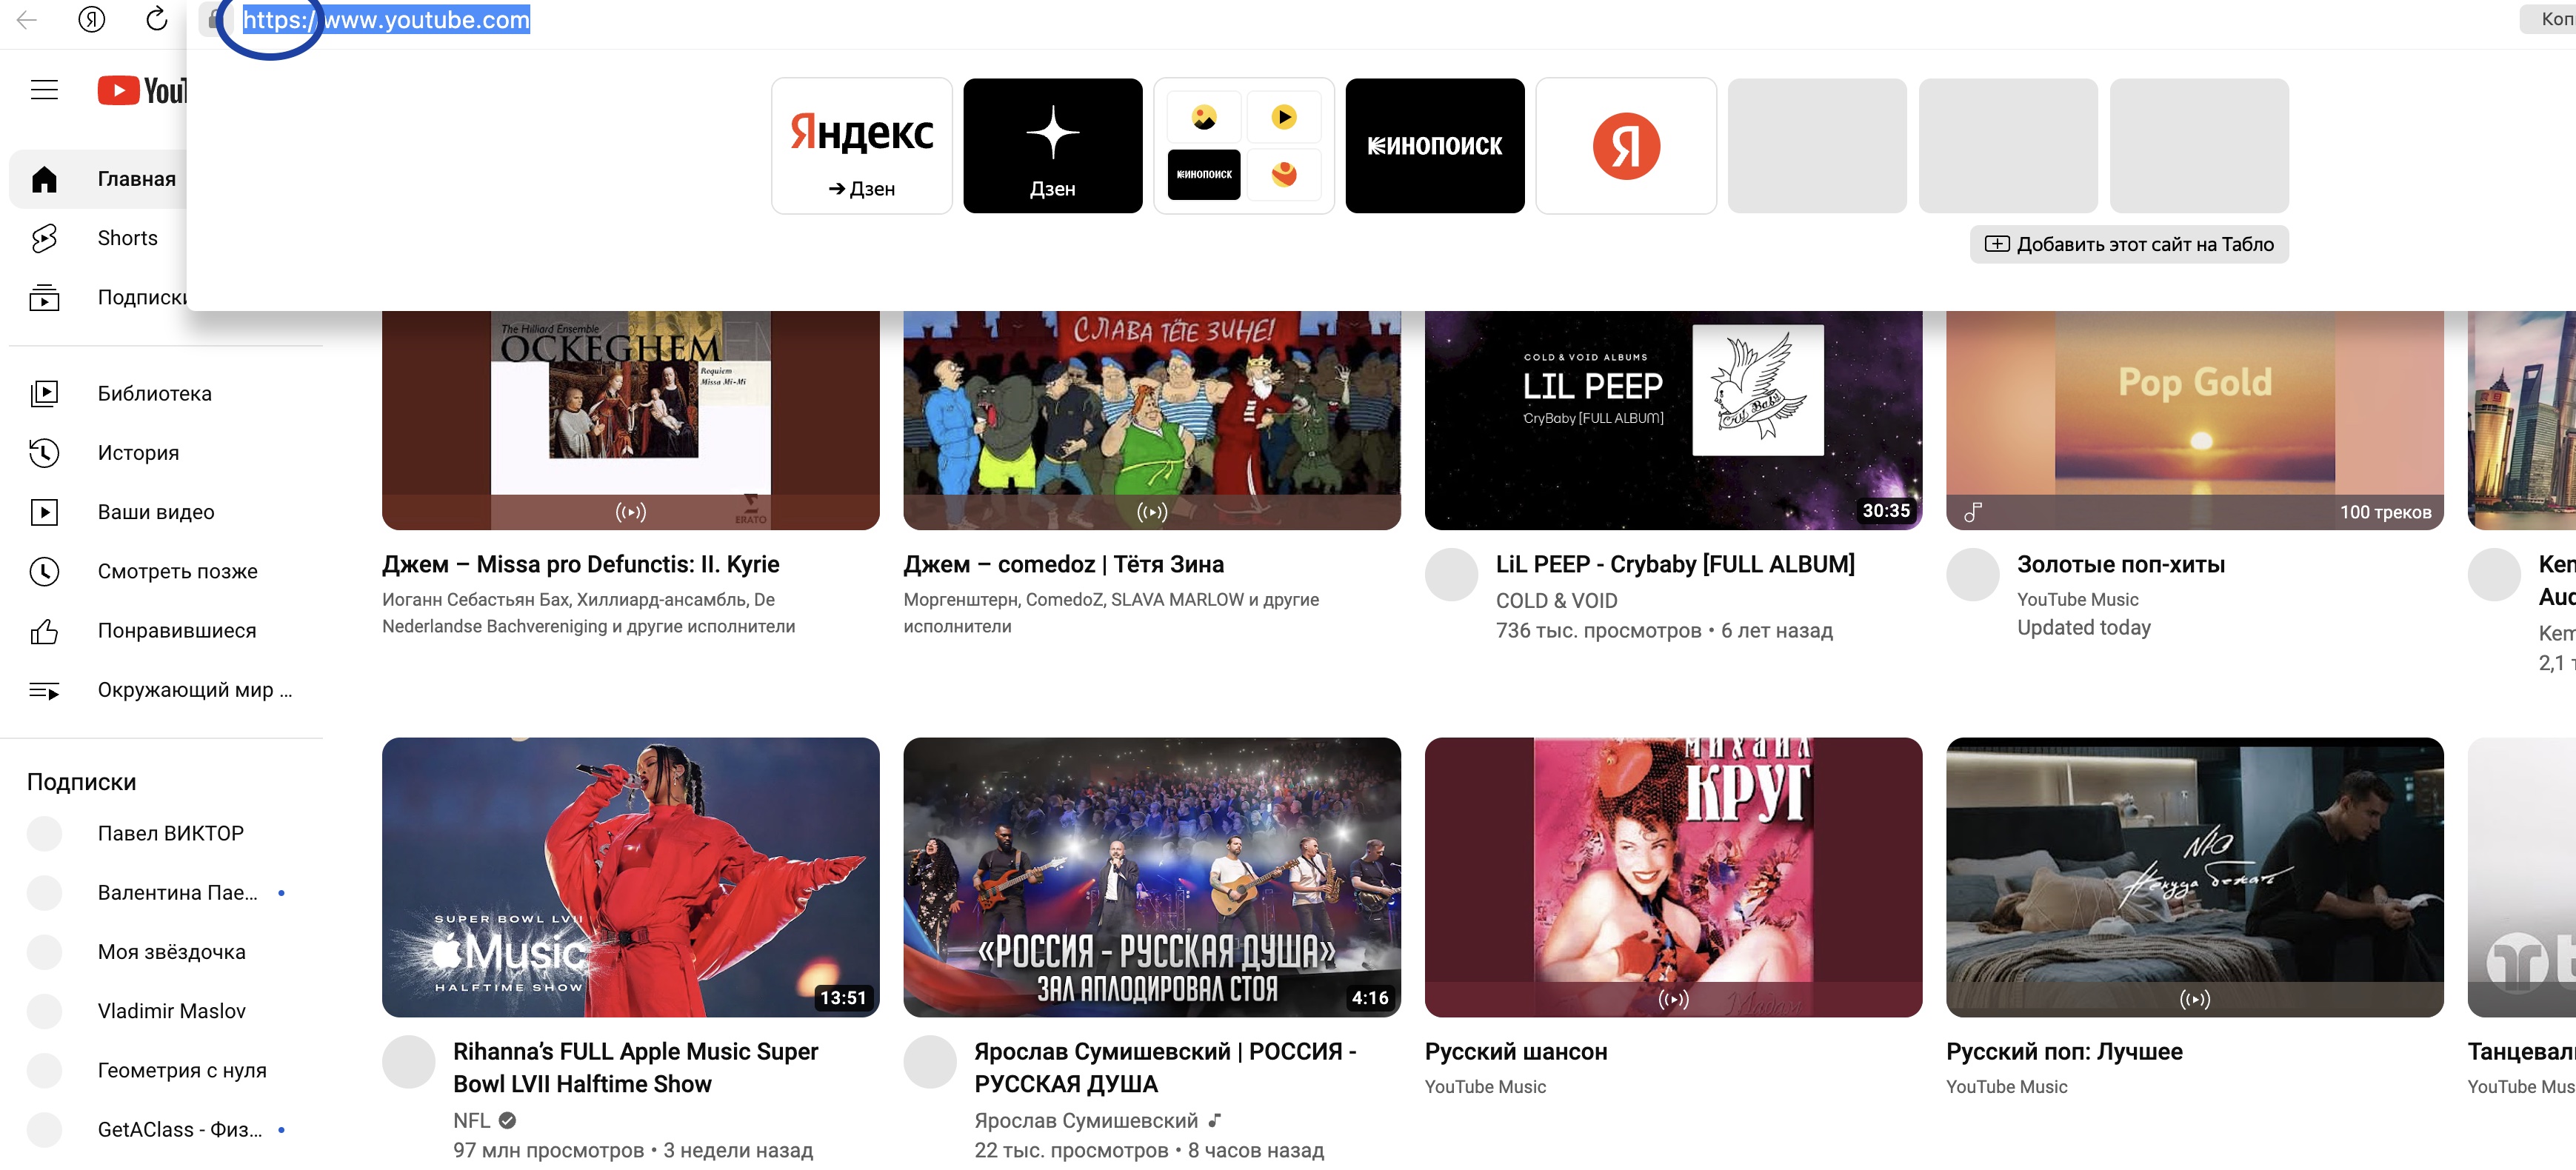 https://www.youtube.com
Коп
Яндекс
→ Дзен
Дзен
КИНОПОИСК
КИНОПОИСК
Я
Добавить этот сайт на Табло
YouT
Главная
Shorts
Подписки
Библиотека
История
Ваши видео
Смотреть позже
Понравившиеся
Окружающий мир ...
Подписки
Павел ВИКТОР
Валентина Пае...
Моя звёздочка
Vladimir Maslov
Геометрия с нуля
GetAClass - Физ...
The Hilliard Ensemble
OCKEGHEM
Requiem
Missa Mi-Mi
ERATO
Джем – Missa pro Defunctis: II. Kyrie
Иоганн Себастьян Бах, Хиллиард-ансамбль, De
Nederlandse Bachvereniging и другие исполнители
СЛАВА ТЁТЕ ЗИНЕ!
Джем – comedoz | Тётя Зина
Моргенштерн, ComedoZ, SLAVA MARLOW и другие
исполнители
COLD & VOID ALBUMS
LIL PEEP
CryBaby [FULL ALBUM]
Cry Baby
30:35
LiL PEEP - Crybaby [FULL ALBUM]
COLD & VOID
736 тыс. просмотров • 6 лет назад
Pop Gold
100 треков
Золотые поп-хиты
YouTube Music
Updated today
Ken
Aud
Kem
2,1 т
SUPER BOWL LVII
Music
HALFTIME SHOW
13:51
Rihanna’s FULL Apple Music Super
Bowl LVII Halftime Show
NFL
97 млн просмотров • 3 недели назад
«РОССИЯ - РУССКАЯ ДУША»
ЗАЛ АПЛОДИРОВАЛ СТОЯ
4:16
Ярослав Сумишевский | РОССИЯ -
РУССКАЯ ДУША
Ярослав Сумишевский
22 тыс. просмотров • 8 часов назад
МИХАИЛ
КРУГ
Мадам
Русский шансон
YouTube Music
NЮ
Некуда бежать
Русский поп: Лучшее
YouTube Music
Танцеваль
YouTube Mus